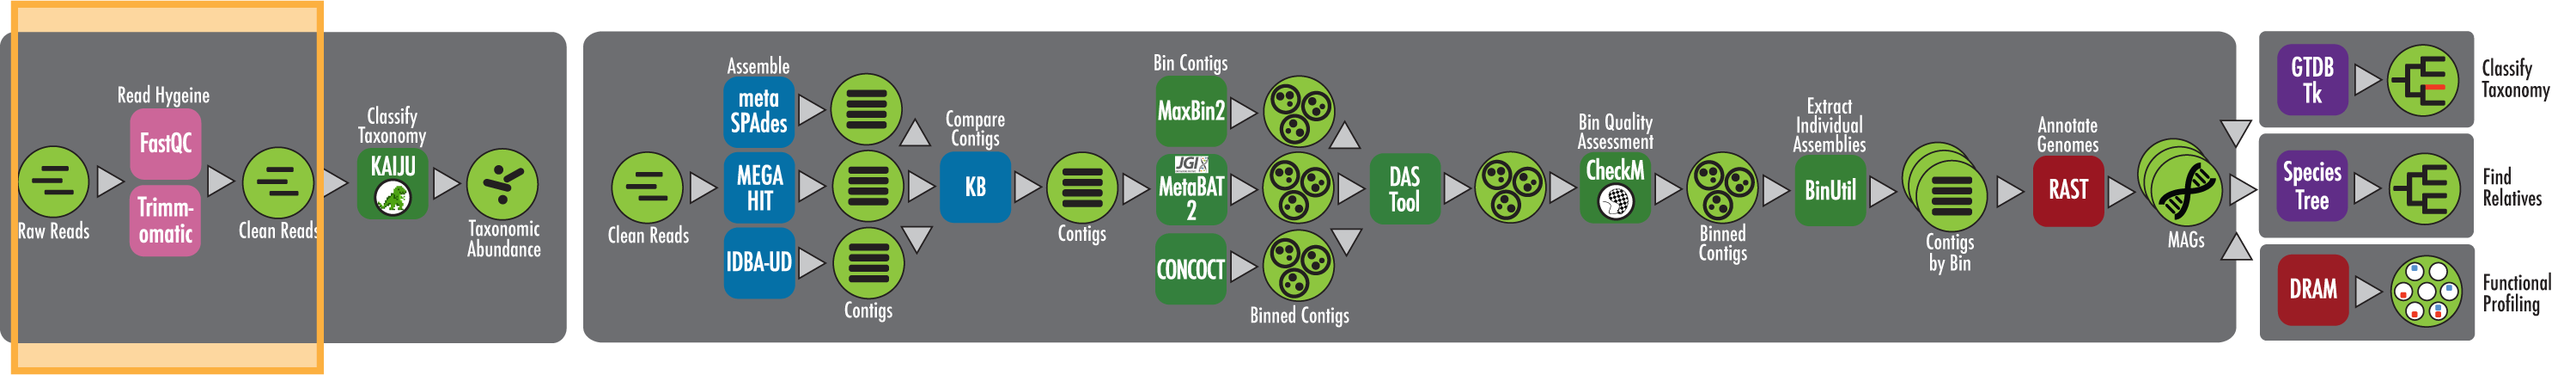 Read Hygeine
FastQC
Trimm-
omatic
Raw Reads
Clean Reads
Classify
Taxonomy
KAIJU
Taxonomic
Abundance
Clean Reads
Assemble
meta
SPAdes
MEGA
HIT
IDBA-UD
Contigs
Compare
Contigs
KB
Contigs
Bin Contigs
MaxBin2
JGI
MetaBAT
2
CONCOCT
Binned Contigs
DAS
Tool
Bin Quality
Assessment
CheckM
Binned
Contigs
Extract
Individual
Assemblies
BinUtil
Contigs
by Bin
Annotate
Genomes
RAST
MAGs
GTDB
Tk
Classify
Taxonomy
Species
Tree
Find
Relatives
DRAM
Functional
Profiling